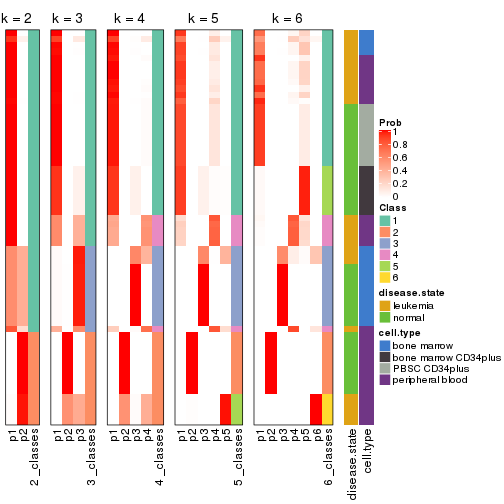 k = 2
k = 3
k = 4
k = 5
k = 6
p1
p2
2_classes
p1
p2
p3
3_classes
p1
p2
p3
p4
4_classes
p1
p2
p3
p4
p5
5_classes
p1
p2
p3
p4
p5
p6
6_classes
disease.state
cell.type
Prob
1
0.8
0.6
0.4
0.2
0
Class
1
2
3
4
5
6
disease.state
leukemia
normal
cell.type
bone marrow
bone marrow CD34plus
PBSC CD34plus
peripheral blood